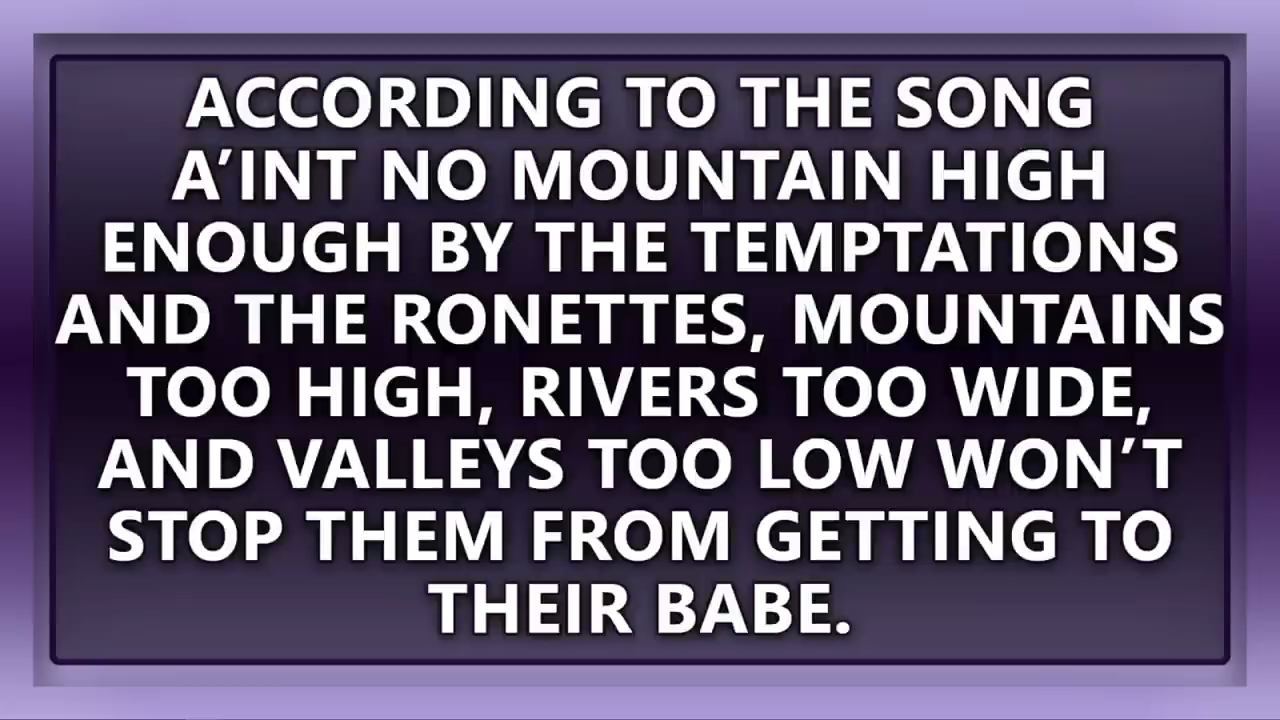 ACCORDING TO THE SONG
A’INT NO MOUNTAIN HIGH
ENOUGH BY THE TEMPTATIONS
AND THE RONETTES, MOUNTAINS
TOO HIGH, RIVERS TOO WIDE,
AND VALLEYS TOO LOW WON’T
STOP THEM FROM GETTING TO
THEIR BABE.